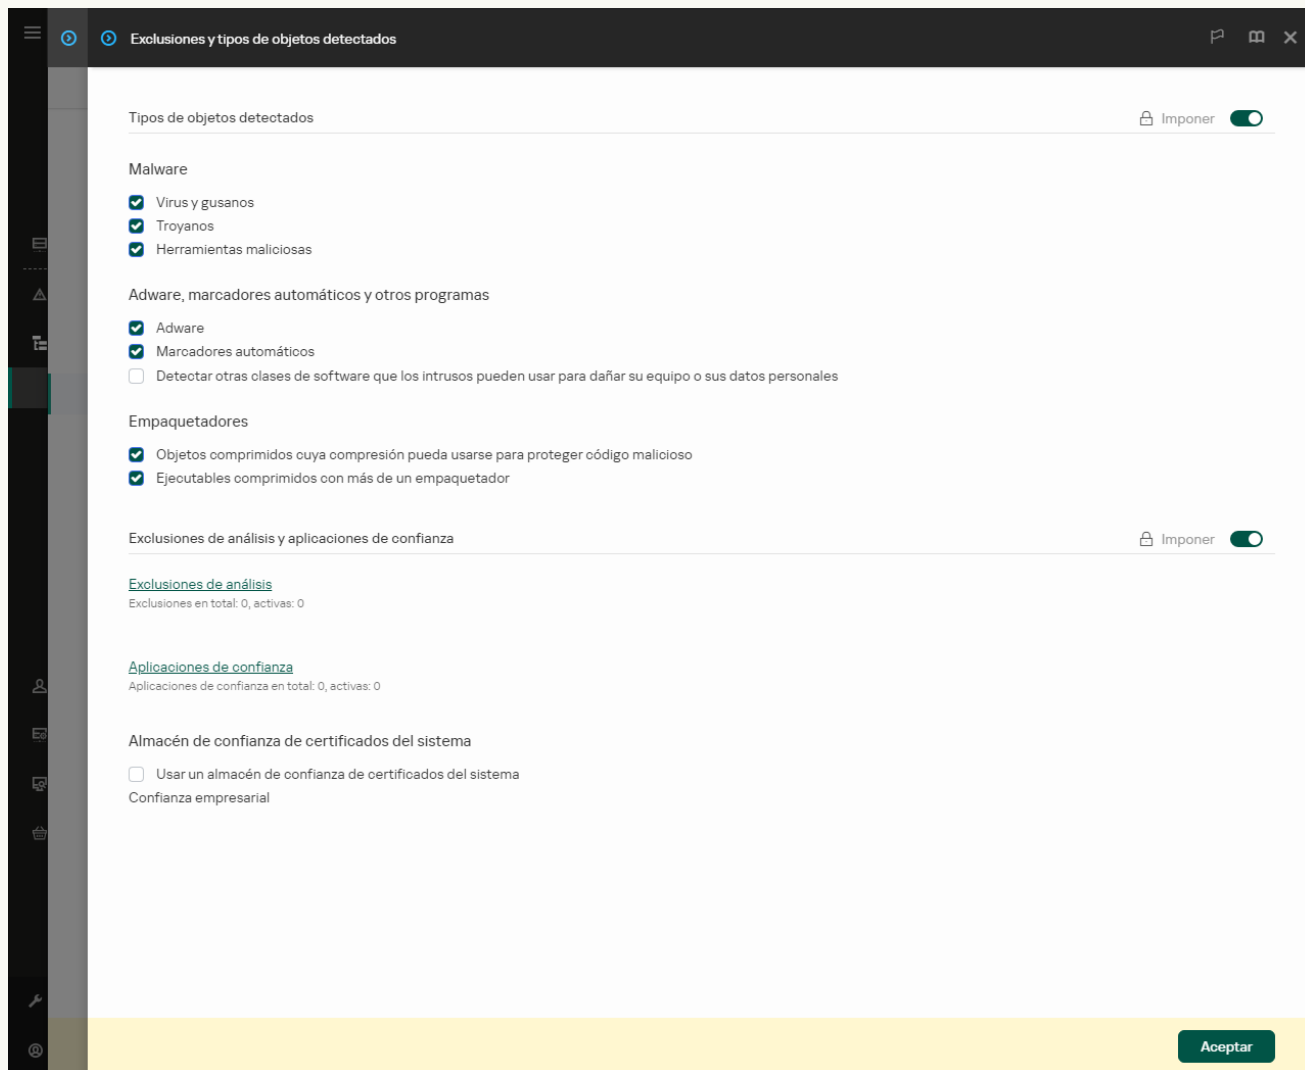 Exclusiones y tipos de objetos detectados
Tipos de objetos detectados
Imponer
Malware
Virus y gusanos
Troyanos
Herramientas maliciosas
Adware, marcadores automáticos y otros programas
Adware
Marcadores automáticos
Detectar otras clases de software que los intrusos pueden usar para dañar su equipo o sus datos personales
Empaquetadores
Objetos comprimidos cuya compresión pueda usarse para proteger código malicioso
Ejecutables comprimidos con más de un empaquetador
Exclusiones de análisis y aplicaciones de confianza
Imponer
Exclusiones de análisis
Exclusiones en total: 0, activas: 0
Aplicaciones de confianza
Aplicaciones de confianza en total: 0, activas: 0
Almacén de confianza de certificados del sistema
Usar un almacén de confianza de certificados del sistema
Confianza empresarial
Aceptar